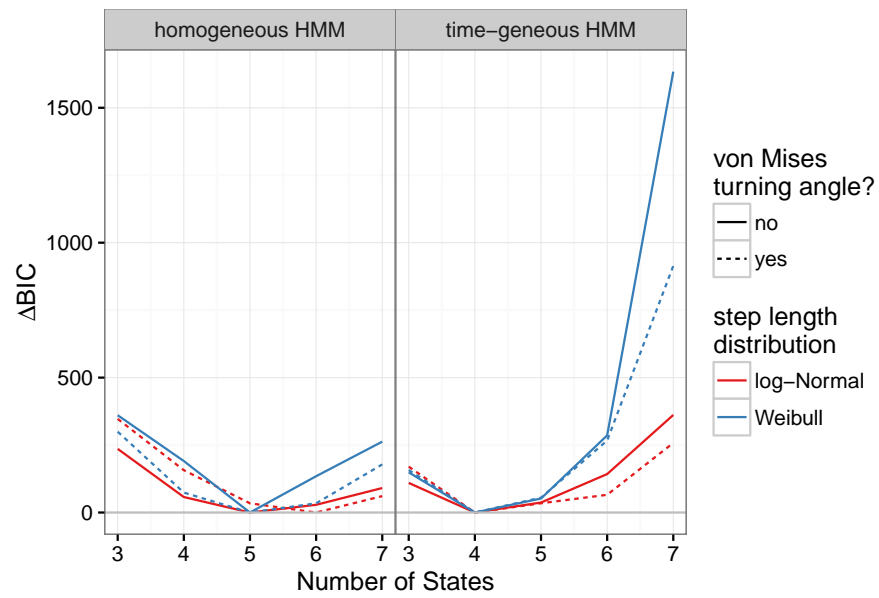 homogeneous HMM
time−geneous HMM
ΔBIC
1500
1000
500
0
3 4 5 6 7
3 4 5 6 7
Number of States
von Mises
turning angle?
no
yes
step length
distribution
log−Normal
Weibull